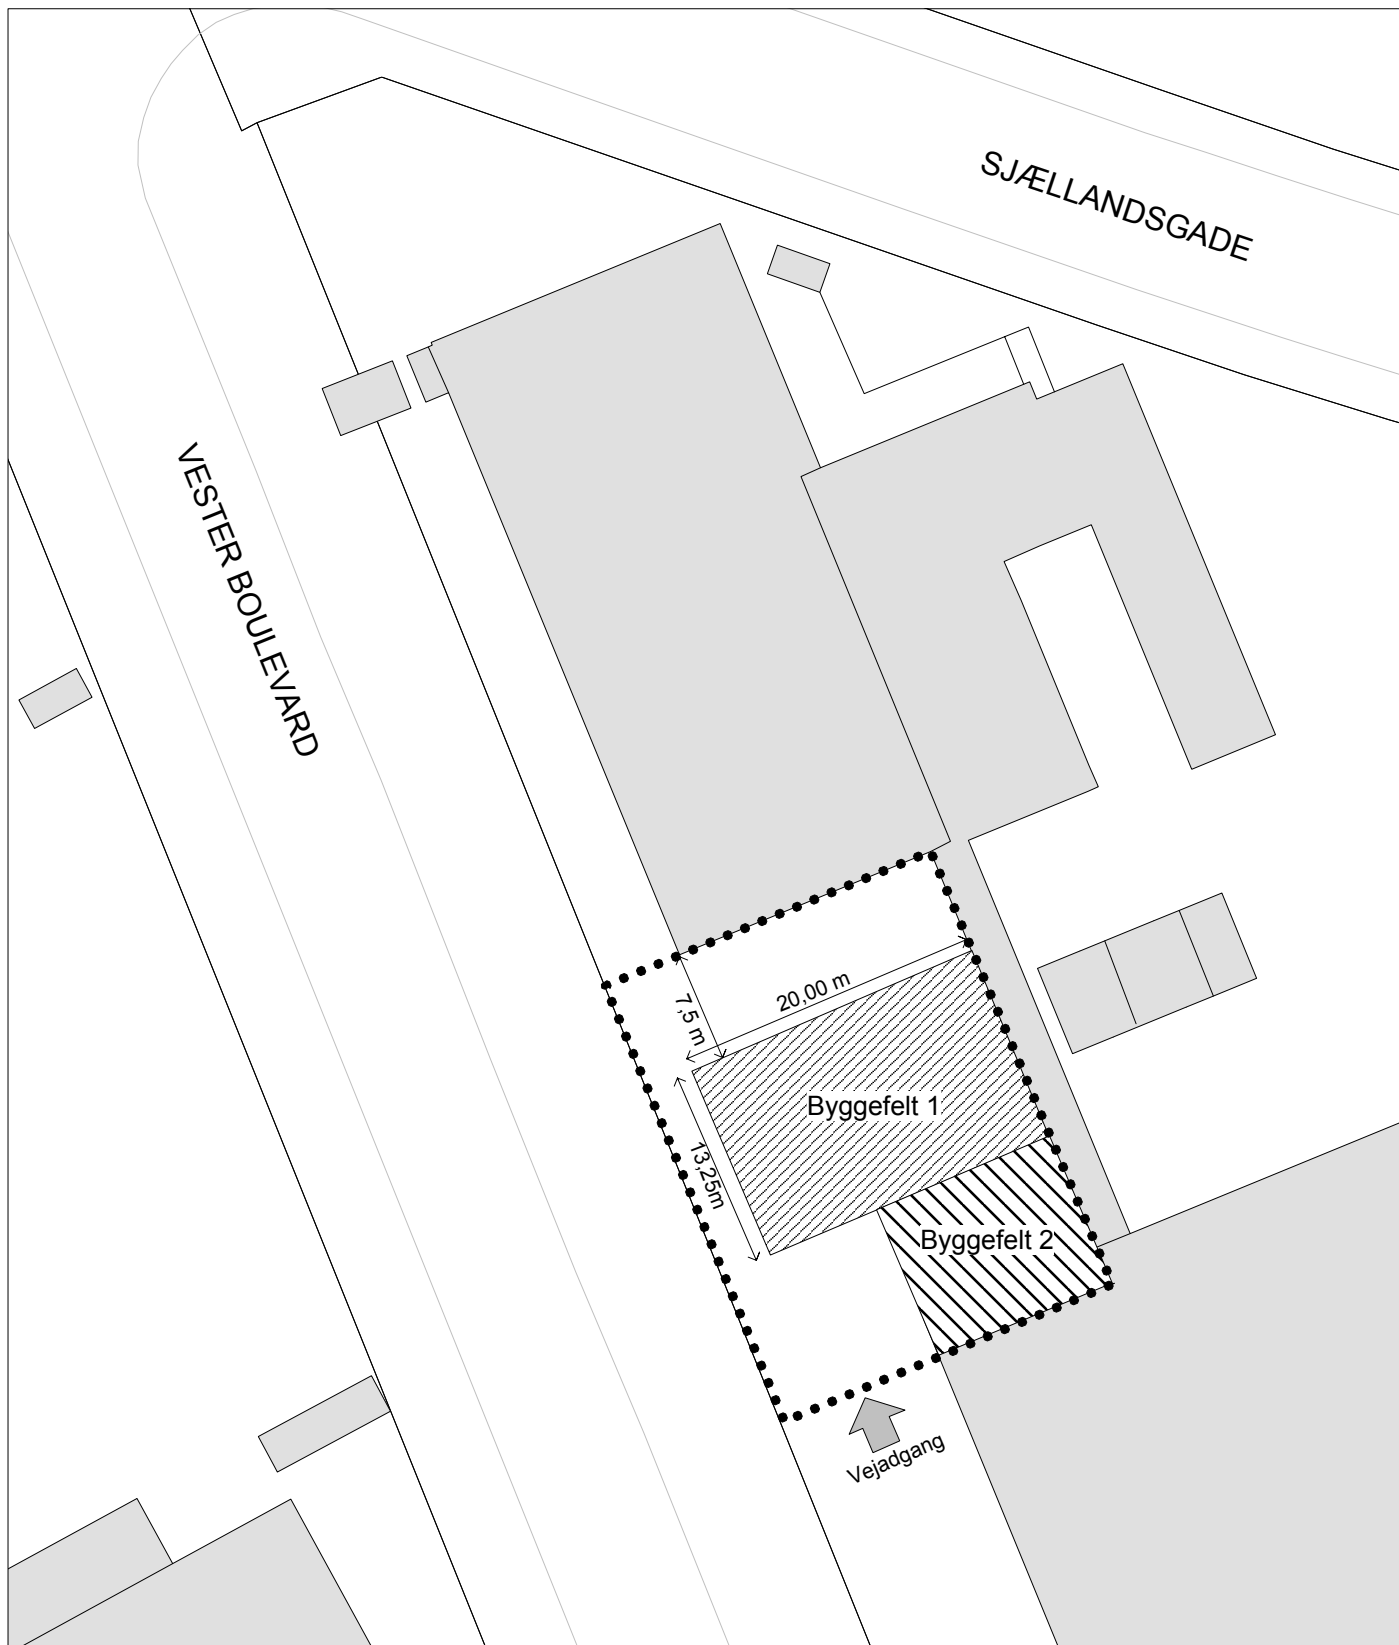 SJÆLLANDSGADE
VESTER BOULEVARD
20,00 m
7,5 m
Byggefelt 1
13,25m
Byggefelt 2
Vejadgang